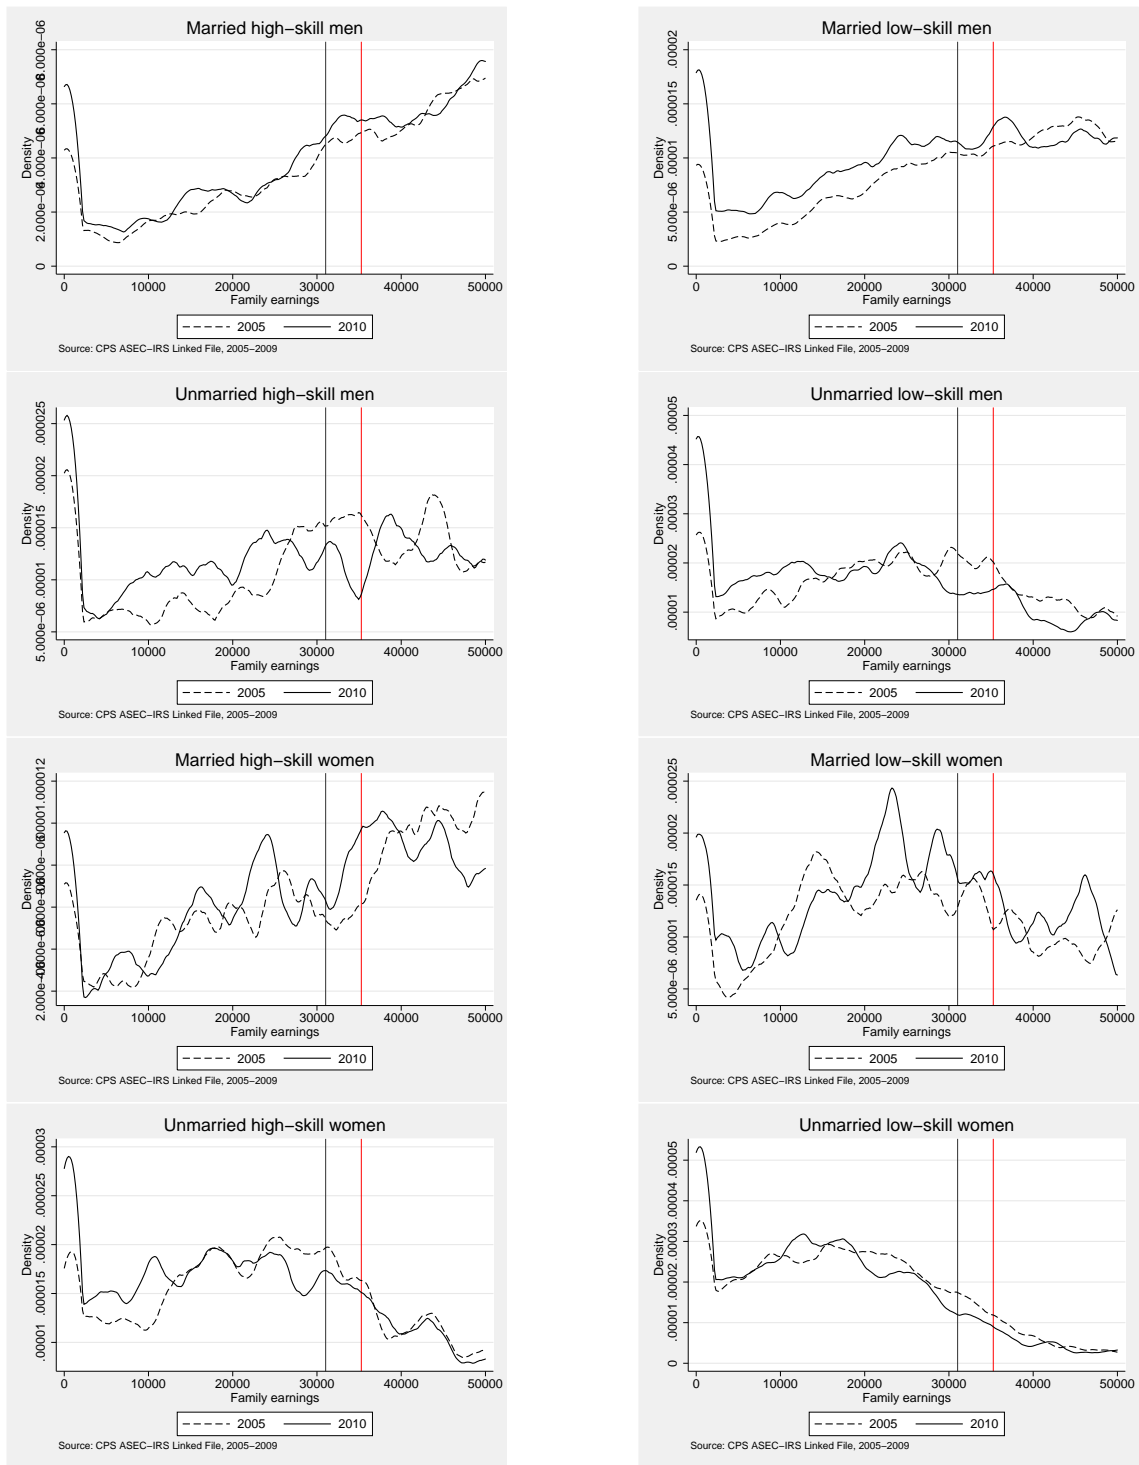 Married high−skill men
Density
0
0 10000 20000 30000 40000 50000
Family earnings
2005 2010
Source: CPS ASEC−IRS Linked File, 2005−2009
Married low−skill men
Density
.00002
.000015
.00001
5.000e−06
0
0 10000 20000 30000 40000 50000
Family earnings
2005 2010
Source: CPS ASEC−IRS Linked File, 2005−2009
Unmarried high−skill men
Density
.000025
.00002
.000015
.00001
5.000e−06
0 10000 20000 30000 40000 50000
Family earnings
2005 2010
Source: CPS ASEC−IRS Linked File, 2005−2009
Unmarried low−skill men
Density
.00005
.00004
.00003
.00002
.00001
0 10000 20000 30000 40000 50000
Family earnings
2005 2010
Source: CPS ASEC−IRS Linked File, 2005−2009
Married high−skill women
Density
.000012
0 10000 20000 30000 40000 50000
Family earnings
2005 2010
Source: CPS ASEC−IRS Linked File, 2005−2009
Married low−skill women
Density
.000025
.00002
.000015
.00001
5.000e−06
0 10000 20000 30000 40000 50000
Family earnings
2005 2010
Source: CPS ASEC−IRS Linked File, 2005−2009
Unmarried high−skill women
Density
.00003
.000025
.00002
.000015
.00001
0 10000 20000 30000 40000 50000
Family earnings
2005 2010
Source: CPS ASEC−IRS Linked File, 2005−2009
Unmarried low−skill women
Density
.00005
.00004
.00003
.00002
.00001
0
0 10000 20000 30000 40000 50000
Family earnings
2005 2010
Source: CPS ASEC−IRS Linked File, 2005−2009